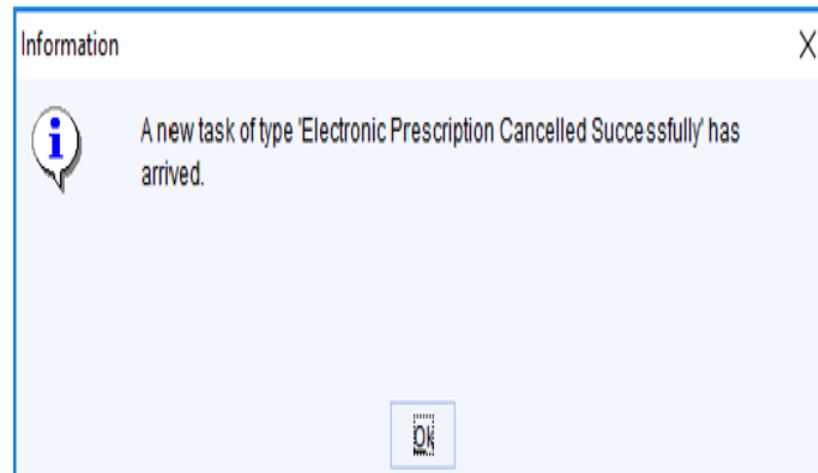 Information
A new task of type 'Electronic Prescription Cancelled Successfully' has
arrived.
Ok